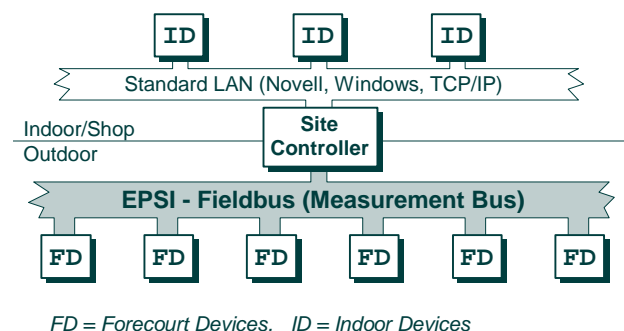 ID ID ID
Standard LAN (Novell, Windows, TCP/IP)
Indoor/Shop
Site
Controller
Outdoor
EPSI - Fieldbus (Measurement Bus)
FD FD FD FD FD FD
FD = Forecourt Devices, ID = Indoor Devices